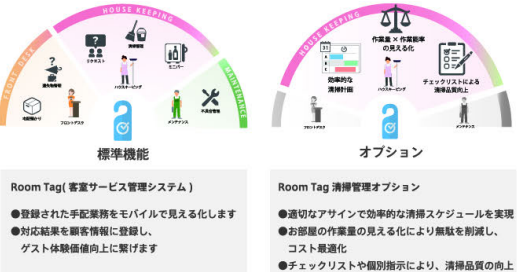 HOUSE KEEPING
FRONT DESK
MAINTENANCE
リクエスト
清掃管理
ミニバー
遺失物管理
宅配預かり
ハウスキーピング
フロントデスク
メンテナンス
不具合管理
標準機能
Room Tag( 客室サービス管理システム )
●登録された手配業務をモバイルで見える化します
●対応結果を顧客情報に登録し、
ゲスト体験価値向上に繋げます
HOUSE KEEPING
作業量 × 作業能率
の見える化
効率的な
清掃計画
チェックリストによる
清掃品質向上
ハウスキーピング
フロントデスク
メンテナンス
オプション
Room Tag 清掃管理オプション
●適切なアサインで効率的な清掃スケジュールを実現
●お部屋の作業量の見える化により無駄を削減し、
コスト最適化
●チェックリストや個別指示により、清掃品質の向上